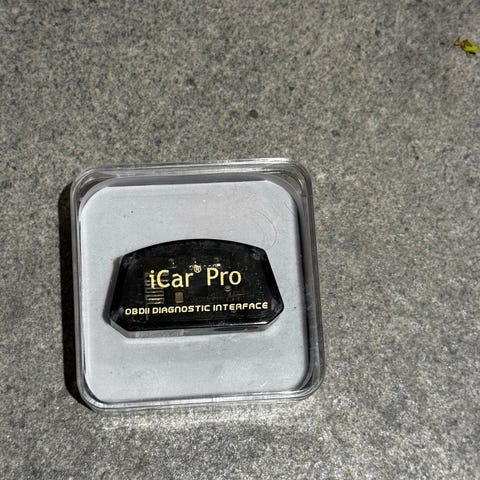 iCar® Pro
OBDII DIAGNOSTIC INTERFACE